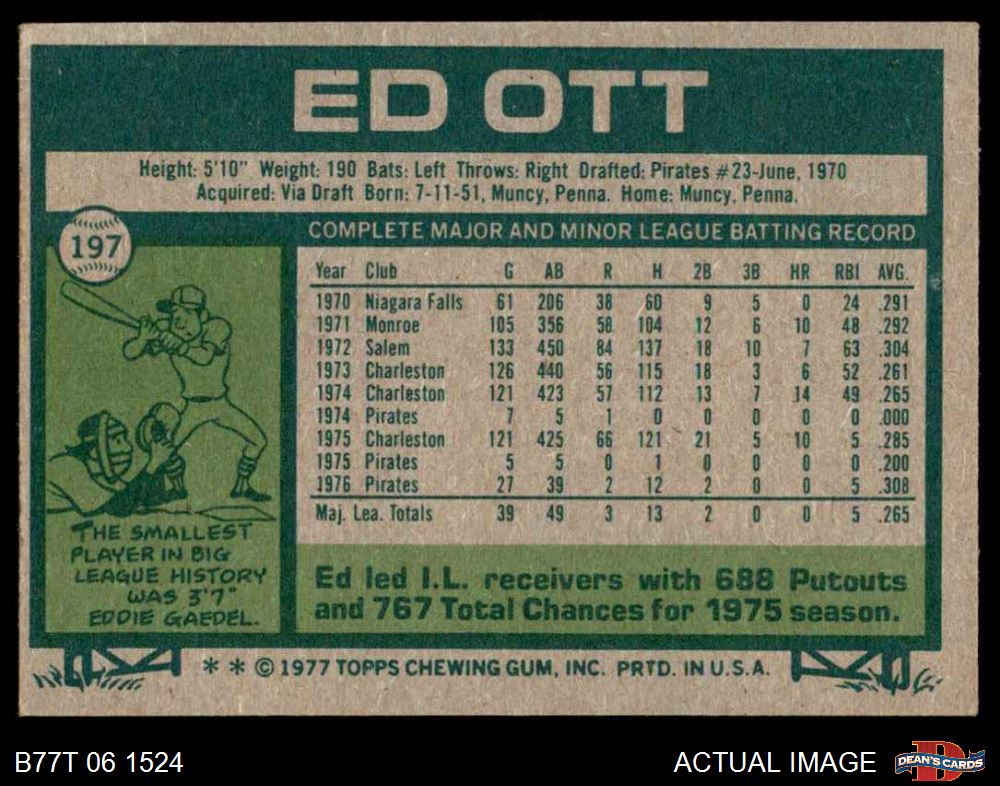 ED OTT
Height: 5'10" Weight: 190 Bats: Left Throws: Right Drafted: Pirates #23-June, 1970
Acquired: Via Draft Born: 7-11-51, Muncy, Penna. Home: Muncy, Penna.
197
COMPLETE MAJOR AND MINOR LEAGUE BATTING RECORD
Year Club G AB R H 2B 3B HR RBI AVG.
1970 Niagara Falls 61 206 38 60 9 5 0 24 .291
1971 Monroe 105 356 58 104 12 6 10 48 .292
1972 Salem 133 450 84 137 18 10 7 63 .304
1973 Charleston 126 440 56 115 18 3 6 52 .261
1974 Charleston 121 423 57 112 13 7 14 49 .265
1974 Pirates 7 5 1 0 0 0 0 0 .000
1975 Charleston 121 425 66 121 21 5 10 5 .285
1975 Pirates 5 5 0 1 0 0 0 0 .200
1976 Pirates 27 39 2 12 2 0 0 5 .308
Maj. Lea. Totals 39 49 3 13 2 0 0 5 .265
THE SMALLEST
PLAYER IN BIG
LEAGUE HISTORY
WAS 3'7"
EDDIE GAEDEL.
Ed led I.L. receivers with 688 Putouts
and 767 Total Chances for 1975 season.
* * © 1977 TOPPS CHEWING GUM, INC. PRTD. IN U.S.A.
B77T 06 1524
ACTUAL IMAGE
D
DEAN'S CARDS